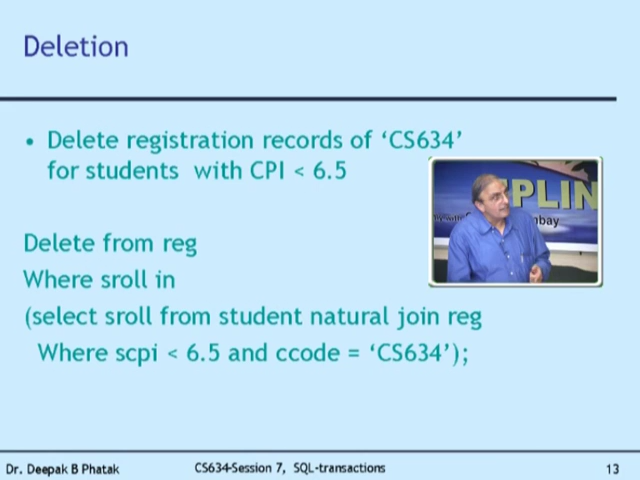 Deletion
• Delete registration records of ‘CS634’
for students with CPI < 6.5
PLIN
bay
Delete from reg
Where sroll in
(select sroll from student natural join reg
Where scpi < 6.5 and ccode = ‘CS634’);
Dr. Deepak B Phatak
CS634-Session 7, SQL-transactions
13